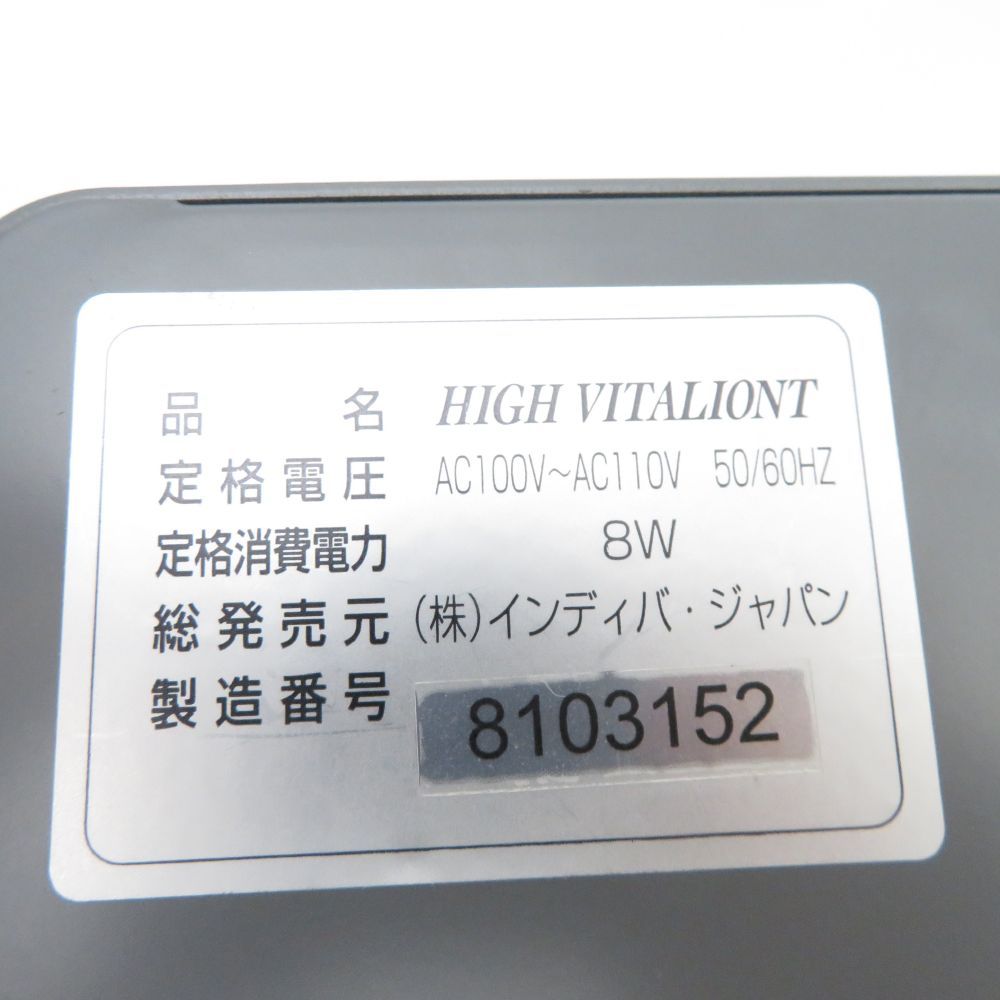 品名 HIGH VITALIONT
定格電圧 AC100V～AC110V 50/60HZ
定格消費電力 8W
総発売元 (株)インディバ・ジャパン
製造番号 8103152